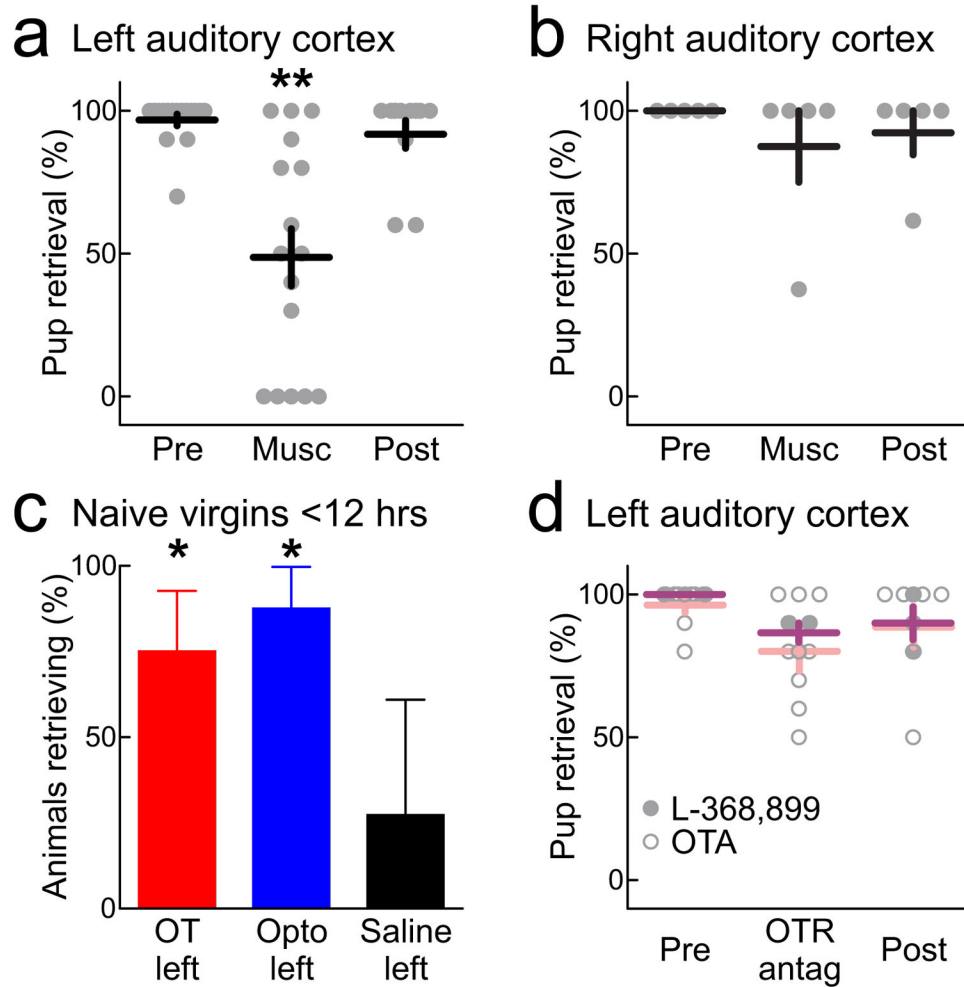 a Left auditory cortex
**
Pup retrieval (%)
100
50
0
Pre Musc Post
b Right auditory cortex
Pup retrieval (%)
100
50
0
Pre Musc Post
c Naive virgins <12 hrs
* *
Animals retrieving (%)
100
50
0
OT left
Opto left
Saline left
d Left auditory cortex
Pup retrieval (%)
100
50
0
L-368,899
OTA
Pre
OTR antag
Post